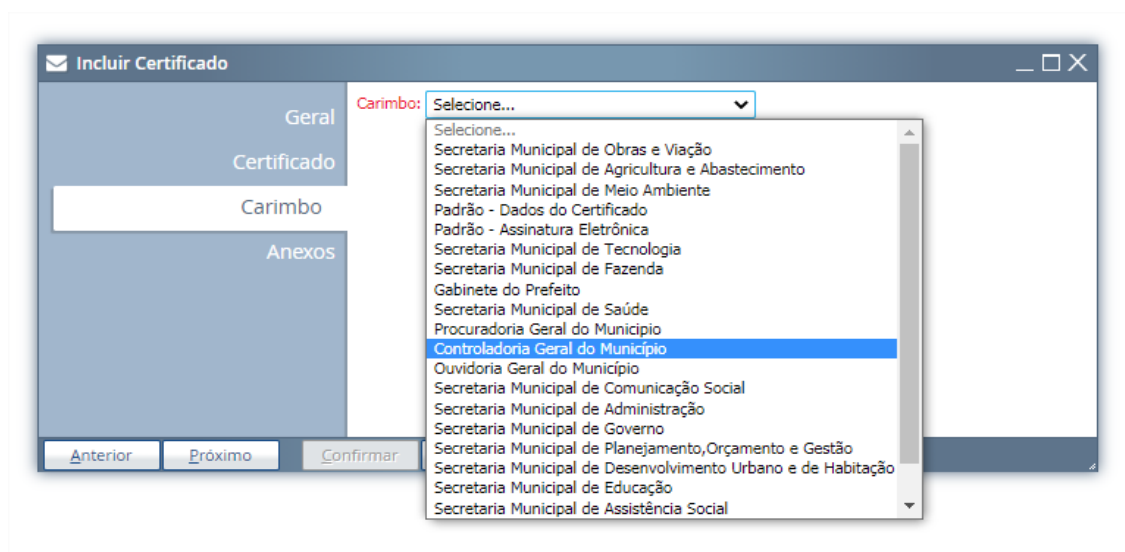 Incluir Certificado
Geral
Certificado
Carimbo
Anexos
Carimbo: Selecione...
Selecione...
Secretaria Municipal de Obras e Viação
Secretaria Municipal de Agricultura e Abastecimento
Secretaria Municipal de Meio Ambiente
Padrão - Dados do Certificado
Padrão - Assinatura Eletrônica
Secretaria Municipal de Tecnologia
Secretaria Municipal de Fazenda
Gabinete do Prefeito
Secretaria Municipal de Saúde
Procuradoria Geral do Municipio
Controladoria Geral do Município
Ouvidoria Geral do Município
Secretaria Municipal de Comunicação Social
Secretaria Municipal de Administração
Secretaria Municipal de Governo
Secretaria Municipal de Planejamento,Orçamento e Gestão
Secretaria Municipal de Desenvolvimento Urbano e de Habitação
Secretaria Municipal de Educação
Secretaria Municipal de Assistência Social
Anterior Próximo Confirmar